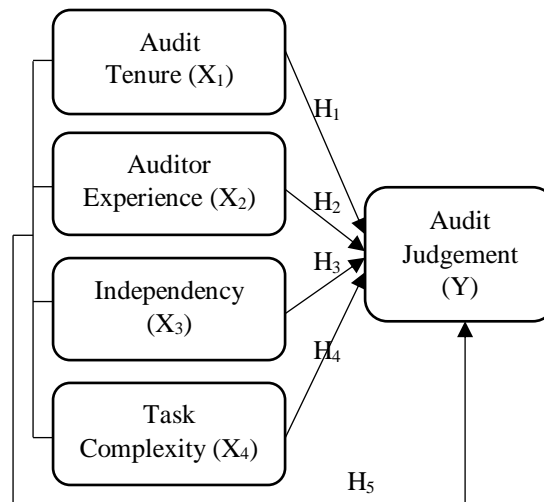 Audit
Tenure (X₁)
H₁
Auditor
Experience (X₂)
H₂
Audit
Judgement
(Y)
H₃
Independency
(X₃)
H₄
Task
Complexity (X₄)
H₅